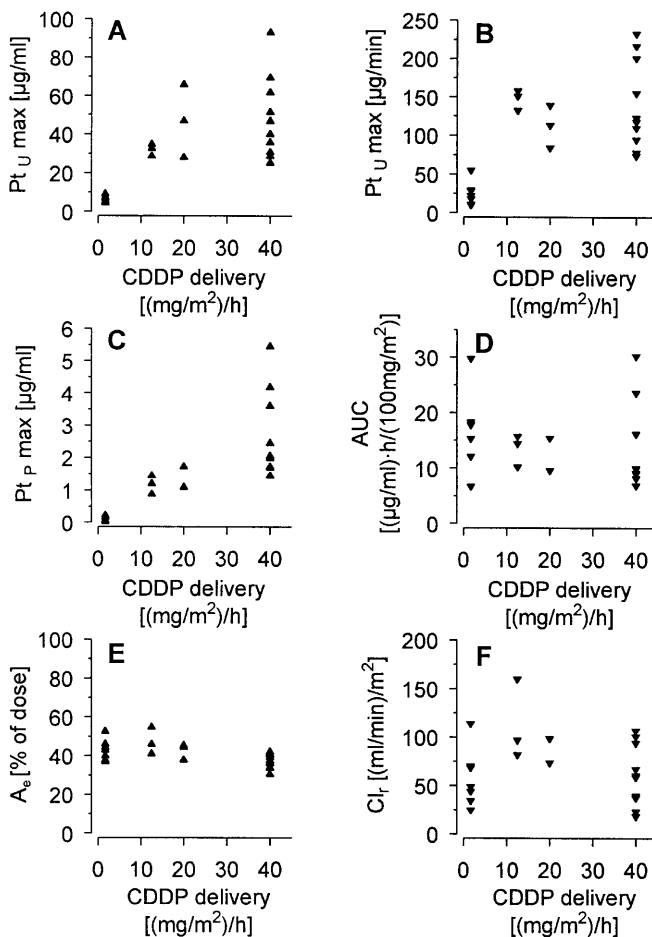 A
Pt U max [µg/ml]
100
80
60
40
20
0
0 10 20 30 40
CDDP delivery
[(mg/m²)/h]
B
Pt U max [µg/min]
250
200
150
100
50
0
0 10 20 30 40
CDDP delivery
[(mg/m²)/h]
C
Pt P max [µg/ml]
6
5
4
3
2
1
0
0 10 20 30 40
CDDP delivery
[(mg/m²)/h]
D
AUC
[(µg/ml)·h/(100mg/m²)]
30
20
10
0
0 10 20 30 40
CDDP delivery
[(mg/m²)/h]
E
Ae [% of dose]
100
80
60
40
20
0
0 10 20 30 40
CDDP delivery
[(mg/m²)/h]
F
Clr [(ml/min)/m²]
200
150
100
50
0
0 10 20 30 40
CDDP delivery
[(mg/m²)/h]